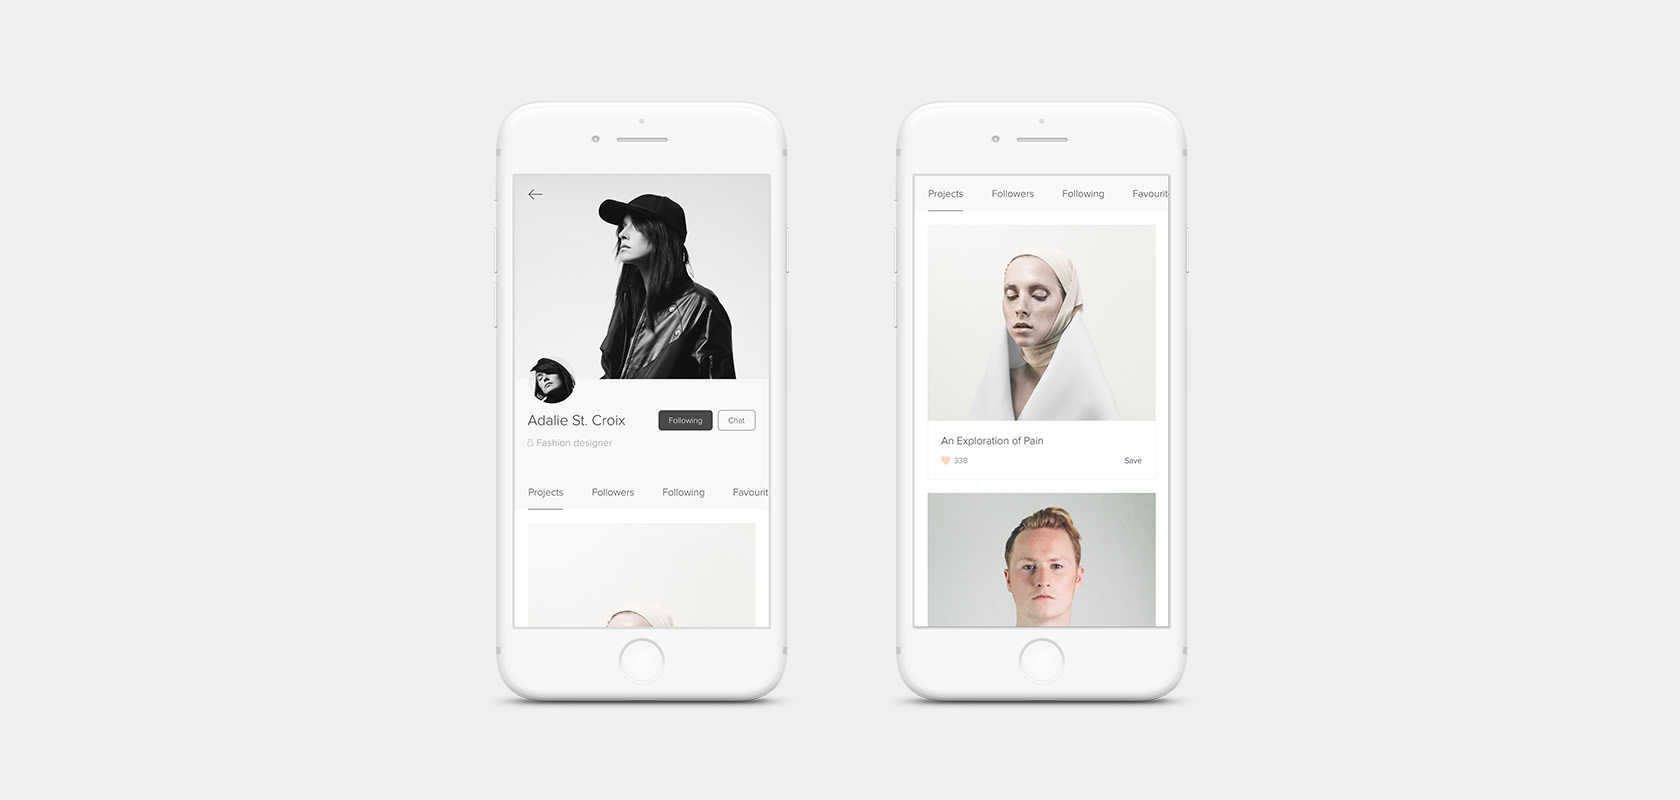 Adalie St. Croix
Following
Chat
Fashion designer
Projects Followers Following Favourit
Projects Followers Following Favourit
An Exploration of Pain
338
Save